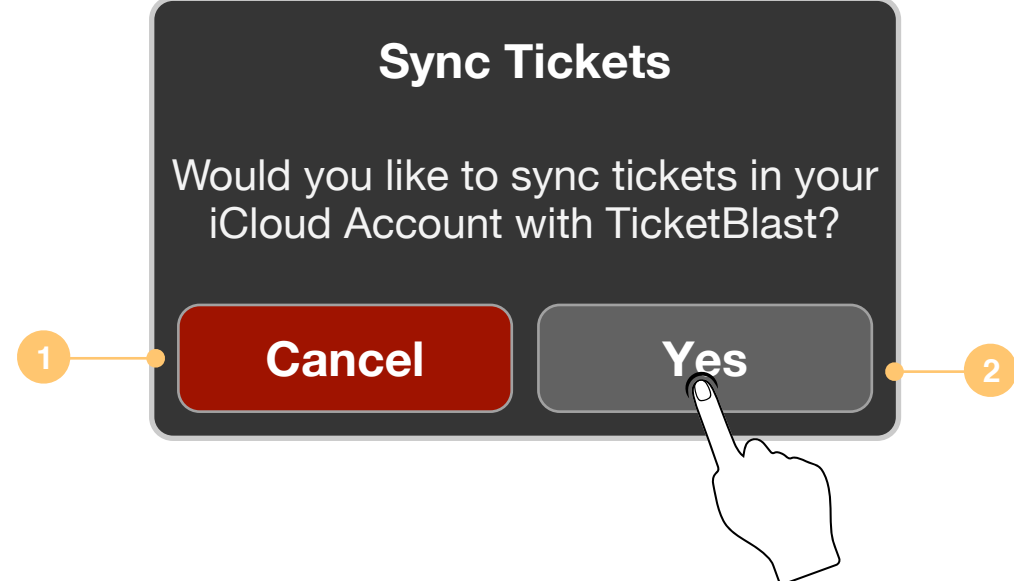 Sync Tickets
Would you like to sync tickets in your
iCloud Account with TicketBlast?
1
Cancel
Yes
2